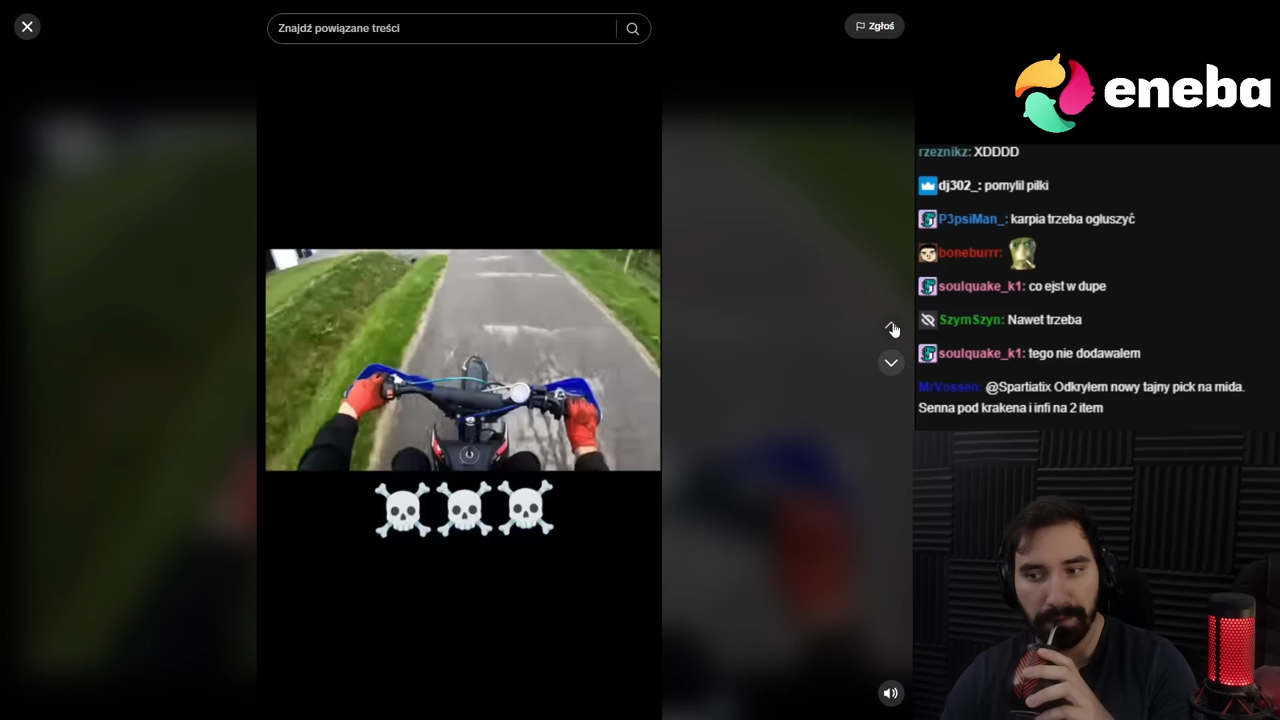 Znajdź powiązane treści
Zgłoś
eneba
rzeznikz: XDDDD
dj302_: pomylil pilki
P3psiMan_: karpia trzeba ogłuszyć
boneburrr:
soulquake_k1: co ejst w dupe
SzymSzyn: Nawet trzeba
soulquake_k1: tego nie dodawalem
MrVossen: @Spartiatix Odkryłem nowy tajny pick na mida.
Senna pod krakena i infi na 2 item